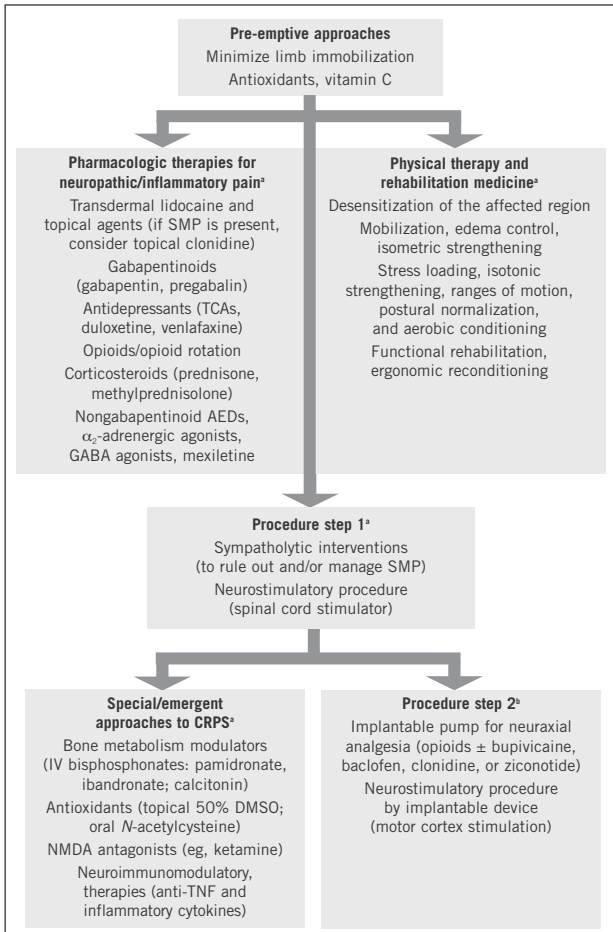 Pre-emptive approaches
Minimize limb immobilization
Antioxidants, vitamin C
Pharmacologic therapies for
neuropathic/inflammatory painᵃ
Transdermal lidocaine and
topical agents (if SMP is present,
consider topical clonidine)
Gabapentinoids
(gabapentin, pregabalin)
Antidepressants (TCAs,
duloxetine, venlafaxine)
Opioids/opioid rotation
Corticosteroids (prednisone,
methylprednisolone)
Nongabapentinoid AEDs,
α₂-adrenergic agonists,
GABA agonists, mexiletine
Physical therapy and
rehabilitation medicineᵃ
Desensitization of the affected region
Mobilization, edema control,
isometric strengthening
Stress loading, isotonic
strengthening, ranges of motion,
postural normalization,
and aerobic conditioning
Functional rehabilitation,
ergonomic reconditioning
Procedure step 1ᵃ
Sympatholytic interventions
(to rule out and/or manage SMP)
Neurostimulatory procedure
(spinal cord stimulator)
Special/emergent
approaches to CRPSᵃ
Bone metabolism modulators
(IV bisphosphonates: pamidronate,
ibandronate; calcitonin)
Antioxidants (topical 50% DMSO;
oral N-acetylcysteine)
NMDA antagonists (eg, ketamine)
Neuroimmunomodulatory,
therapies (anti-TNF and
inflammatory cytokines)
Procedure step 2ᵇ
Implantable pump for neuraxial
analgesia (opioids ± bupivicaine,
baclofen, clonidine, or ziconotide)
Neurostimulatory procedure
by implantable device
(motor cortex stimulation)